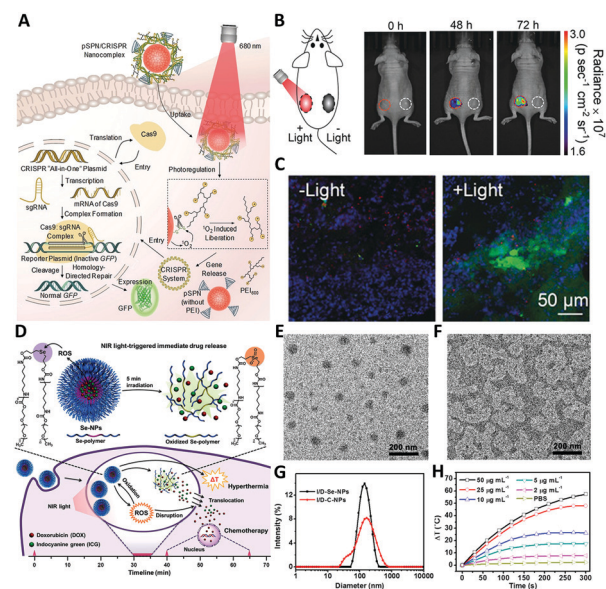 A
pSPN/CRISPR
Nanocomplex
680 nm
Uptake
Translation
Cas9
Entry
CRISPR "All-in-One" Plasmid
Transcription
sgRNA
mRNA of Cas9
Complex Formation
Cas9: sgRNA
Complex
Reporter Plasmid (Inactive GFP)
Cleavage
Homology-
Directed Repair
Normal GFP
Expression
GFP
Photoregulation
¹O₂
¹O₂ Induced
Liberation
Entry
CRISPR
System
Gene
Release
pSPN
(without
PEI)
PEI₆₀₀
B
+
Light
-
Light
0 h
48 h
72 h
3.0
1.6
Radiance × 10⁷
(p sec⁻¹ cm⁻² sr⁻¹)
C
-Light
+Light
50 µm
D
NIR light-triggered immediate drug release
ROS
5 min
irradiation
Se-NPs
Se-polymer
Oxidized Se-polymer
NIR light
Oxidation
ROS
Disruption
ΔT
Hyperthermia
Translocation
Chemotherapy
Nucleus
Doxorubicin (DOX)
Indocyanine green (ICG)
0 10 20 30 40 50 60 70
Timeline (min)
E
200 nm
F
200 nm
G
I/D-Se-NPs
I/D-C-NPs
Intensity (%)
12
8
4
0
1 10 100 1000 10000
Diameter (nm)
H
50 µg mL⁻¹
25 µg mL⁻¹
10 µg mL⁻¹
5 µg mL⁻¹
2 µg mL⁻¹
PBS
ΔT (°C)
70
60
50
40
30
20
10
0
0 50 100 150 200 250 300
Time (s)